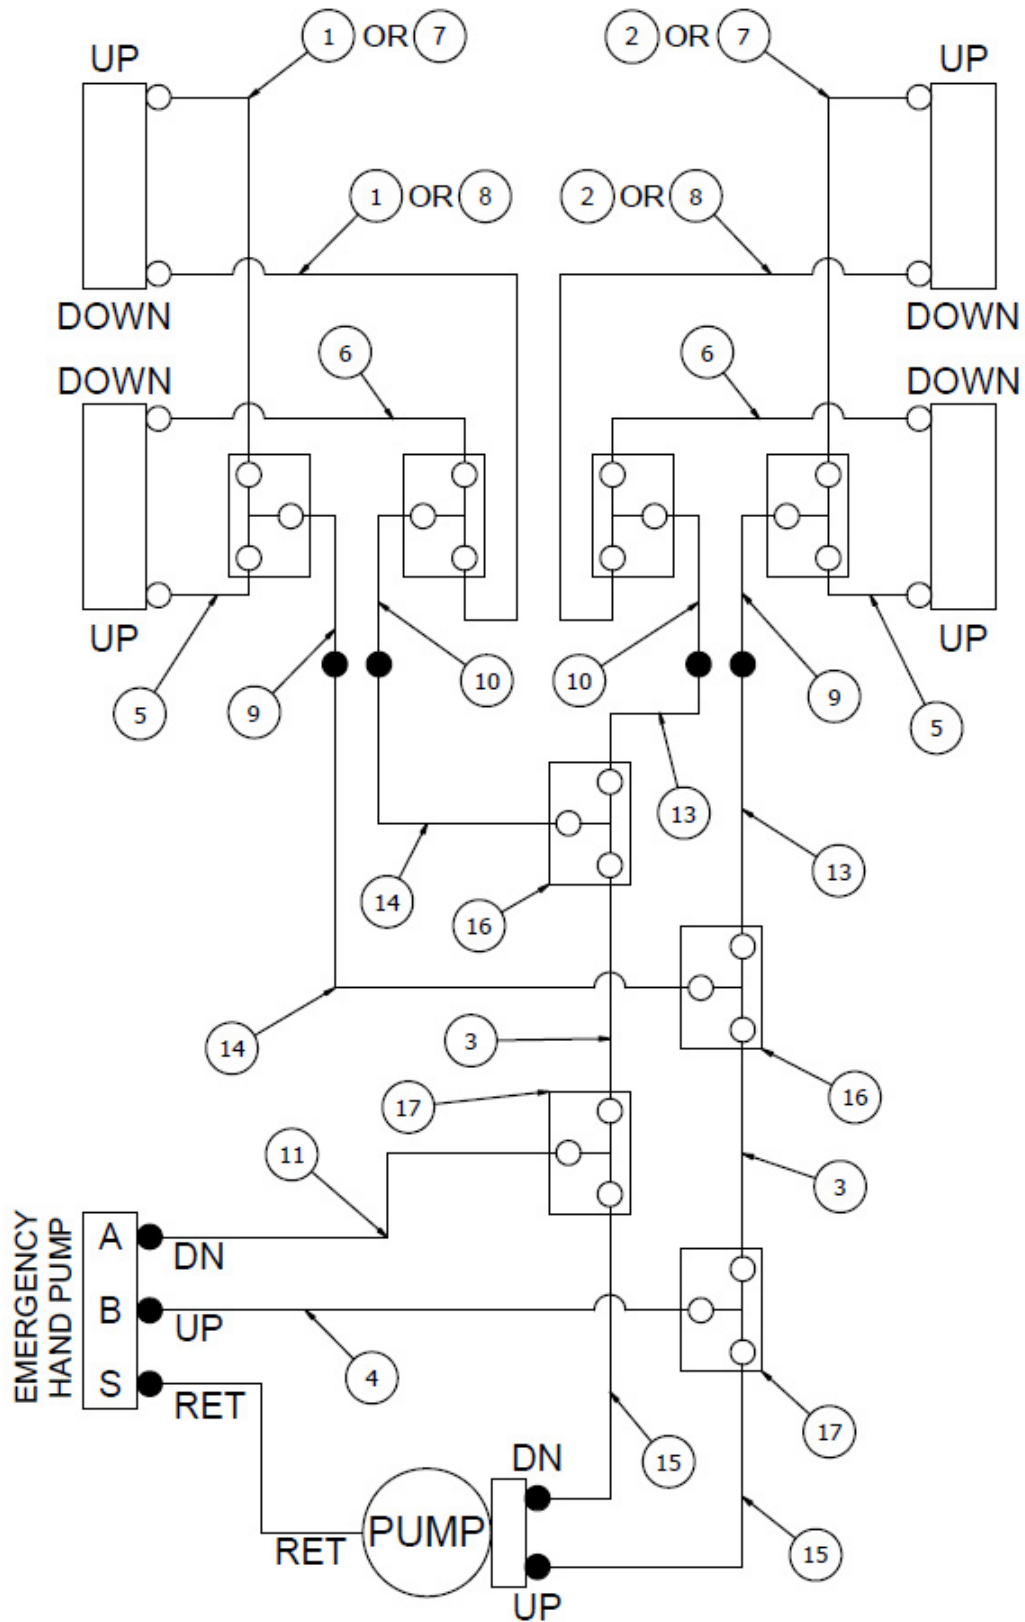 1 OR 7
2 OR 7
UP
UP
1 OR 8
2 OR 8
DOWN
DOWN
6
6
DOWN
DOWN
UP
UP
5
9
10
10
9
5
13
13
14
16
14
3
16
17
11
3
EMERGENCY
HAND PUMP
A
DN
B
UP
4
S
RET
17
15
DN
PUMP
RET
15
UP